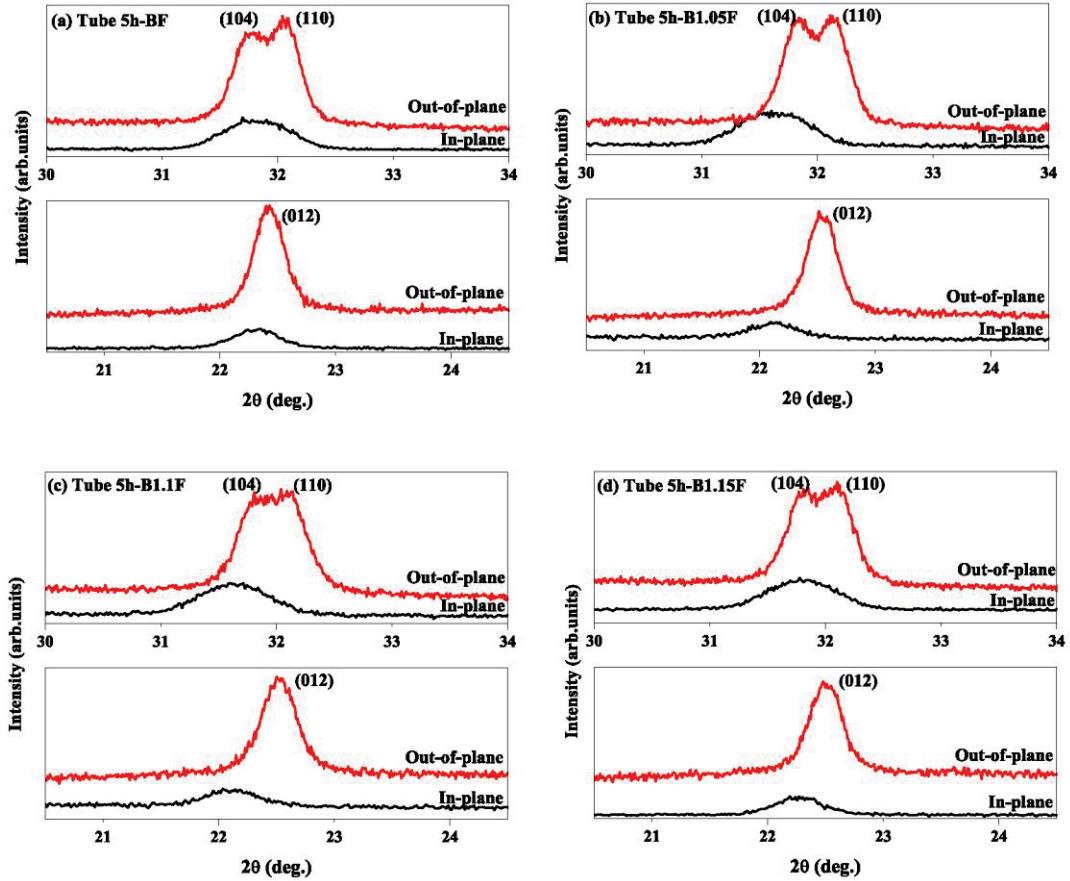 (a) Tube 5h-BF
(104)
(110)
Out-of-plane
In-plane
30 31 32 33 34
(012)
Out-of-plane
In-plane
21 22 23 24
2θ (deg.)
Intensity (arb.units)
(b) Tube 5h-B1.05F
(104)
(110)
Out-of-plane
In-plane
30 31 32 33 34
(012)
Out-of-plane
In-plane
21 22 23 24
2θ (deg.)
Intensity (arb.units)
(c) Tube 5h-B1.1F
(104)
(110)
Out-of-plane
In-plane
30 31 32 33 34
(012)
Out-of-plane
In-plane
21 22 23 24
2θ (deg.)
Intensity (arb.units)
(d) Tube 5h-B1.15F
(104)
(110)
Out-of-plane
In-plane
30 31 32 33 34
(012)
Out-of-plane
In-plane
21 22 23 24
2θ (deg.)
Intensity (arb.units)